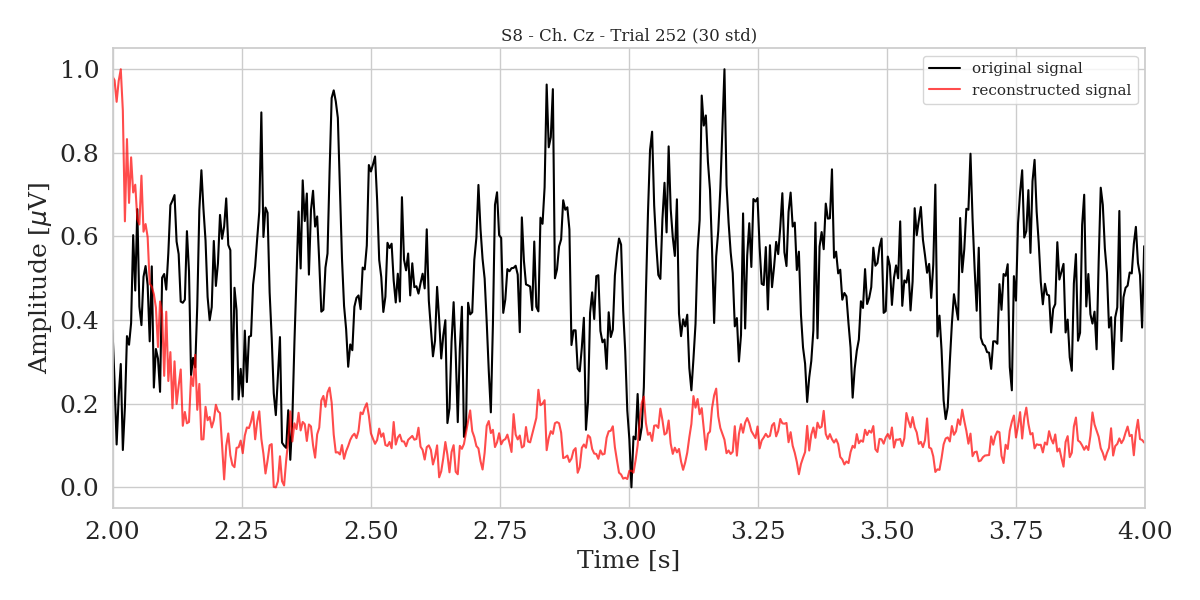 S8 - Ch. Cz - Trial 252 (30 std)
original signal
reconstructed signal
Amplitude [μV]
1.0
0.8
0.6
0.4
0.2
0.0
2.00 2.25 2.50 2.75 3.00 3.25 3.50 3.75 4.00
Time [s]